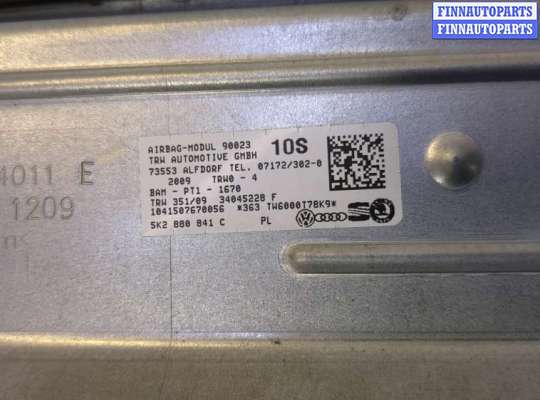 FINNAUTOPARTS
FINNAUTOPARTS
AIRBAG-MODUL 90023 10S
TRW AUTOMOTIVE GMBH
73553 ALFDORF TEL. 07172/302-0
2009 TRW0 - 4
BAM - PT1 - 1670
TRW 351/09 34045228 F
1041507670056 *363 TW6000T78K9*
5K2 880 841 C PL
4011 E
1209